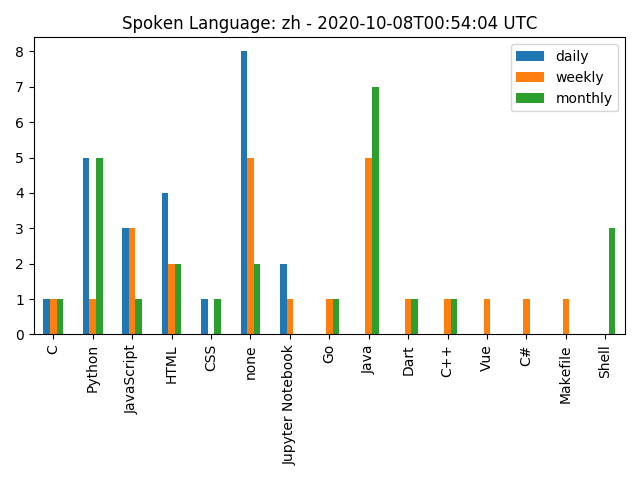 Spoken Language: zh - 2020-10-08T00:54:04 UTC
daily
weekly
monthly
8
7
6
5
4
3
2
1
0
C
Python
JavaScript
HTML
CSS
none
Jupyter Notebook
Go
Java
Dart
C++
Vue
C#
Makefile
Shell